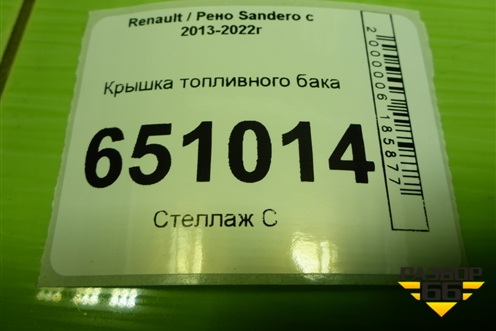 Renault / Рено Sandero с
2013-2022г
Крышка топливного бака
651014
Стеллаж С
2000006185877
РАЗБОР
66